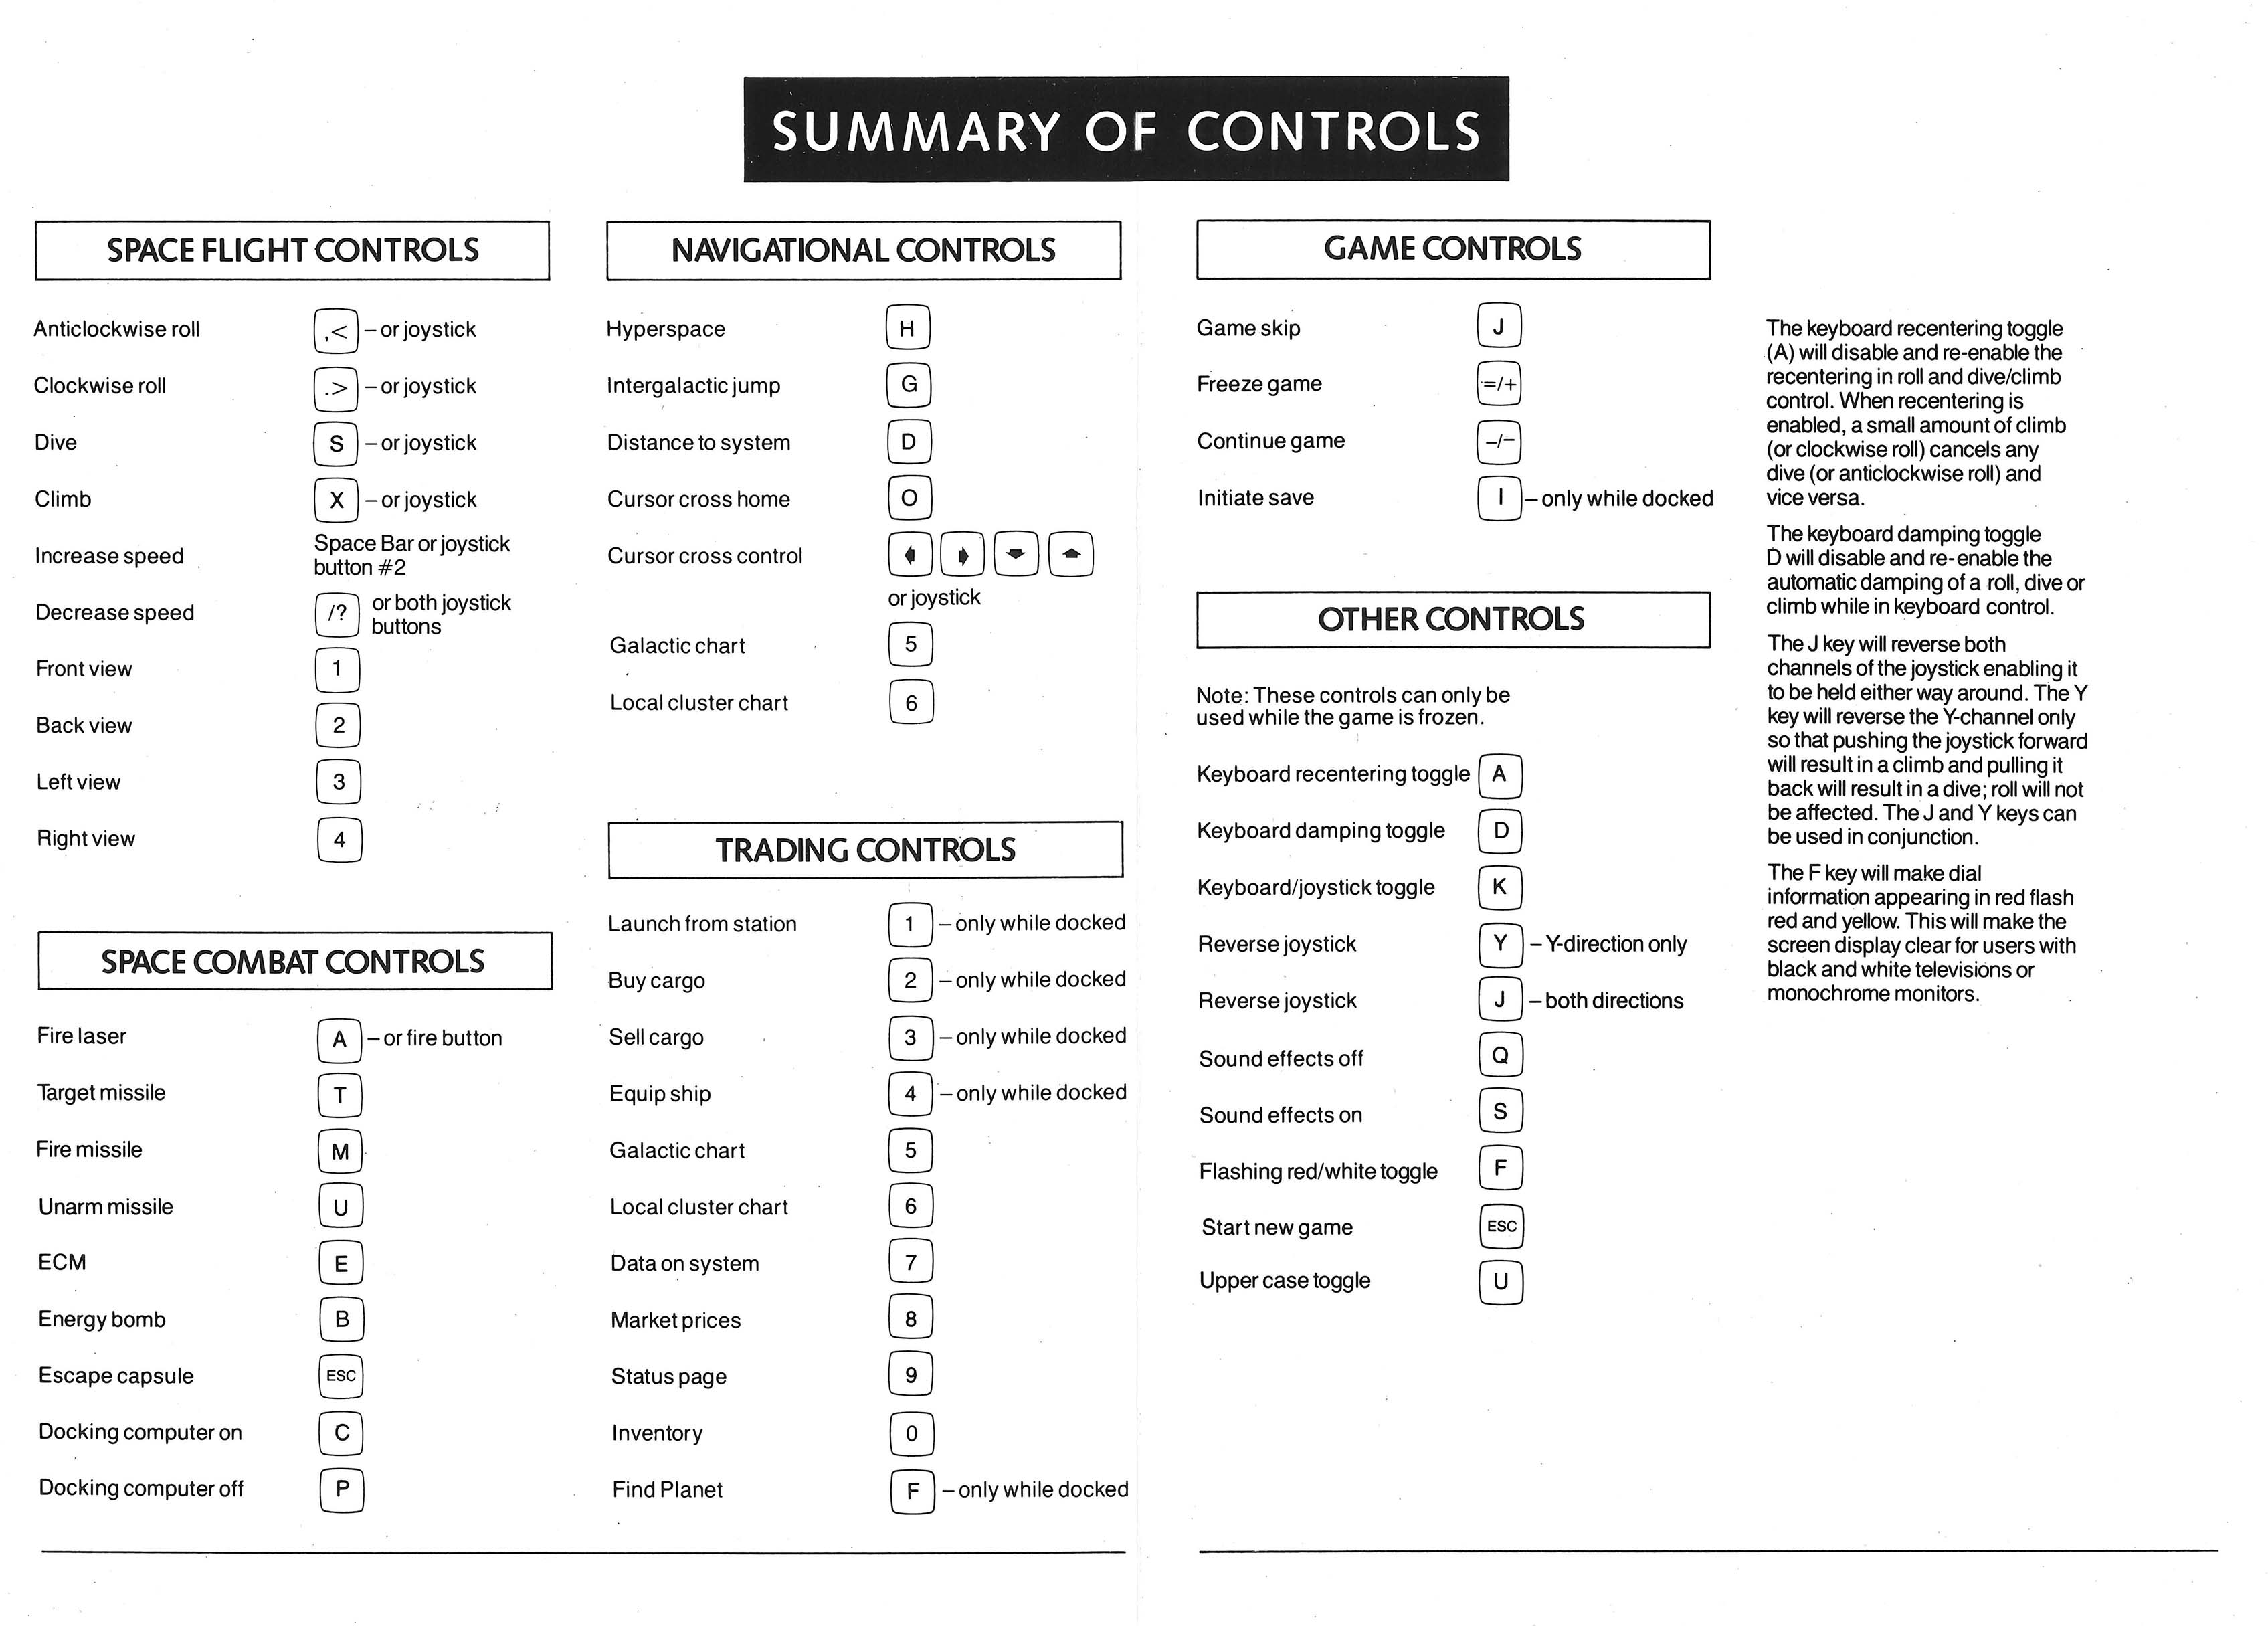 SUMMARY OF CONTROLS
SPACE FLIGHT CONTROLS
Anticlockwise roll ,< – or joystick
Clockwise roll .> – or joystick
Dive S – or joystick
Climb X – or joystick
Increase speed Space Bar or joystick
button #2
Decrease speed /? or both joystick
buttons
Front view 1
Back view 2
Left view 3
Right view 4
SPACE COMBAT CONTROLS
Fire laser A – or fire button
Target missile T
Fire missile M
Unarm missile U
ECM E
Energy bomb B
Escape capsule ESC
Docking computer on C
Docking computer off P
NAVIGATIONAL CONTROLS
Hyperspace H
Intergalactic jump G
Distance to system D
Cursor cross home O
Cursor cross control
or joystick
Galactic chart 5
Local cluster chart 6
TRADING CONTROLS
Launch from station 1 – only while docked
Buy cargo 2 – only while docked
Sell cargo 3 – only while docked
Equip ship 4 – only while docked
Galactic chart 5
Local cluster chart 6
Data on system 7
Market prices 8
Status page 9
Inventory 0
Find Planet F – only while docked
GAME CONTROLS
Game skip J
Freeze game =/+
Continue game –/–
Initiate save I – only while docked
OTHER CONTROLS
Note: These controls can only be
used while the game is frozen.
Keyboard recentering toggle A
Keyboard damping toggle D
Keyboard/joystick toggle K
Reverse joystick Y – Y-direction only
Reverse joystick J – both directions
Sound effects off Q
Sound effects on S
Flashing red/white toggle F
Start new game ESC
Upper case toggle U
The keyboard recentering toggle
(A) will disable and re-enable the
recentering in roll and dive/climb
control. When recentering is
enabled, a small amount of climb
(or clockwise roll) cancels any
dive (or anticlockwise roll) and
vice versa.
The keyboard damping toggle
D will disable and re-enable the
automatic damping of a roll, dive or
climb while in keyboard control.
The J key will reverse both
channels of the joystick enabling it
to be held either way around. The Y
key will reverse the Y-channel only
so that pushing the joystick forward
will result in a climb and pulling it
back will result in a dive; roll will not
be affected. The J and Y keys can
be used in conjunction.
The F key will make dial
information appearing in red flash
red and yellow. This will make the
screen display clear for users with
black and white televisions or
monochrome monitors.